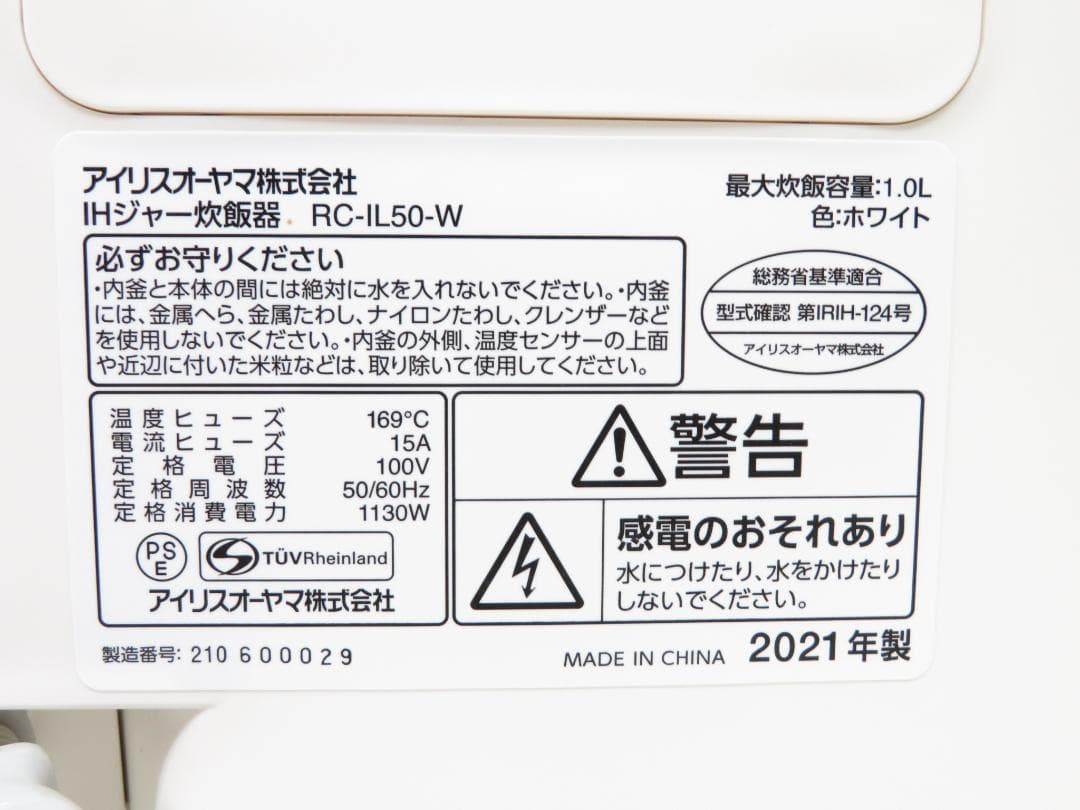 アイリスオーヤマ株式会社
IHジャー炊飯器 RC-IL50-W
最大炊飯容量:1.0L
色:ホワイト
必ずお守りください
・内釜と本体の間には絶対に水を入れないでください。・内釜
には、金属へら、金属たわし、ナイロンたわし、クレンザーなど
を使用しないでください。・内釜の外側、温度センサーの上面
や近辺に付いた米粒などは、取り除いて使用してください。
総務省基準適合
型式確認 第IRIH-124号
アイリスオーヤマ株式会社
温度ヒューズ 169°C
電流ヒューズ 15A
定格電圧 100V
定格周波数 50/60Hz
定格消費電力 1130W
PS
E
TÜVRheinland
アイリスオーヤマ株式会社
警告
感電のおそれあり
水につけたり、水をかけたり
しないでください。
製造番号: 210 600029
MADE IN CHINA 2021年製